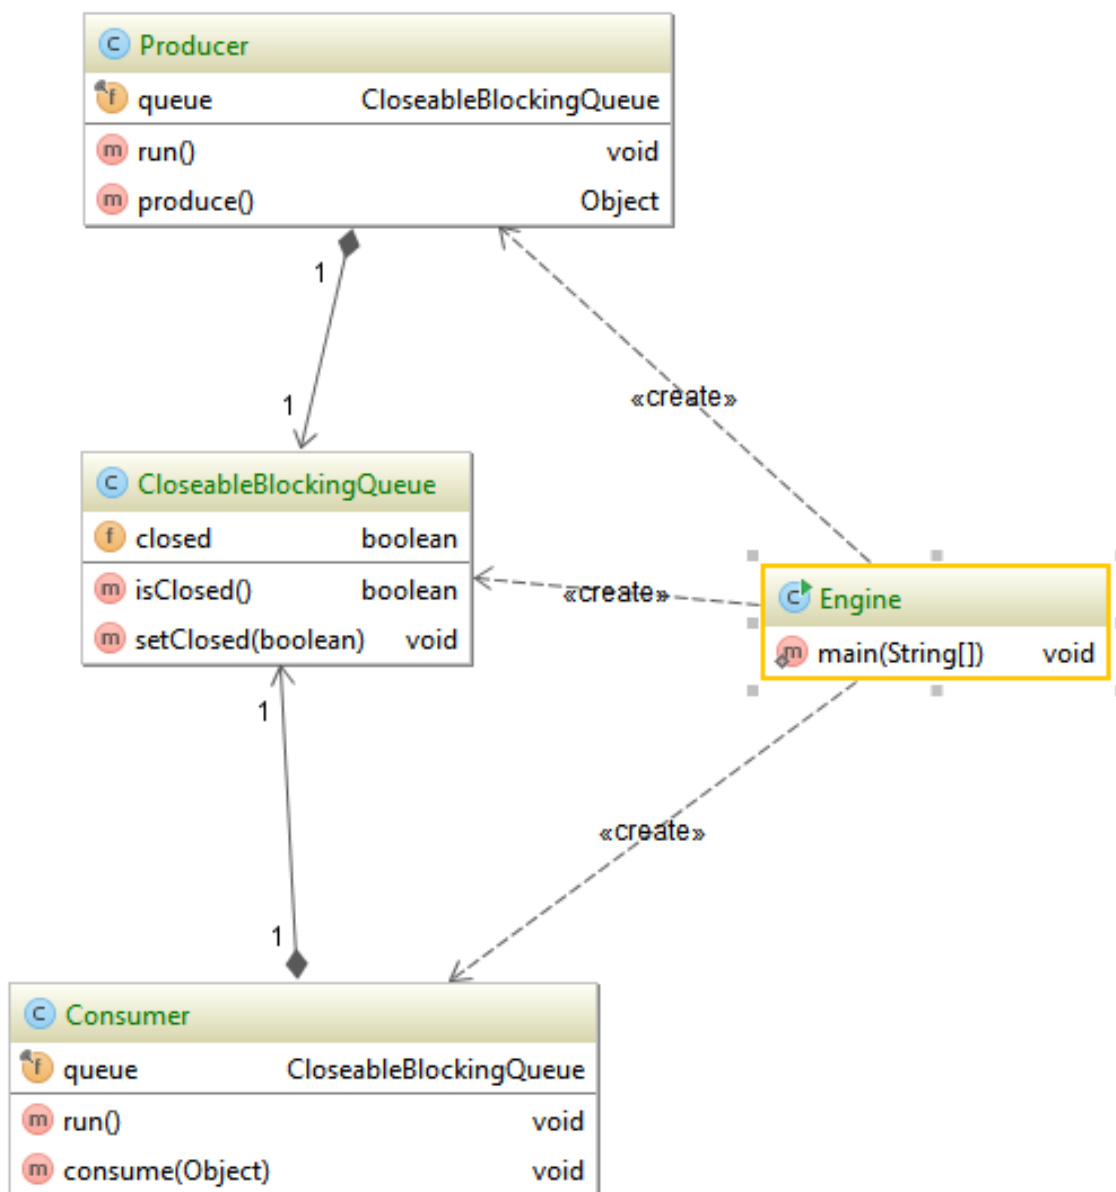 C Producer
f queue CloseableBlockingQueue
m run() void
m produce() Object
1
«create»
1
C CloseableBlockingQueue
f closed boolean
m isClosed() boolean
m setClosed(boolean) void
«create»
C Engine
m main(String[]) void
1
«create»
1
C Consumer
f queue CloseableBlockingQueue
m run() void
m consume(Object) void